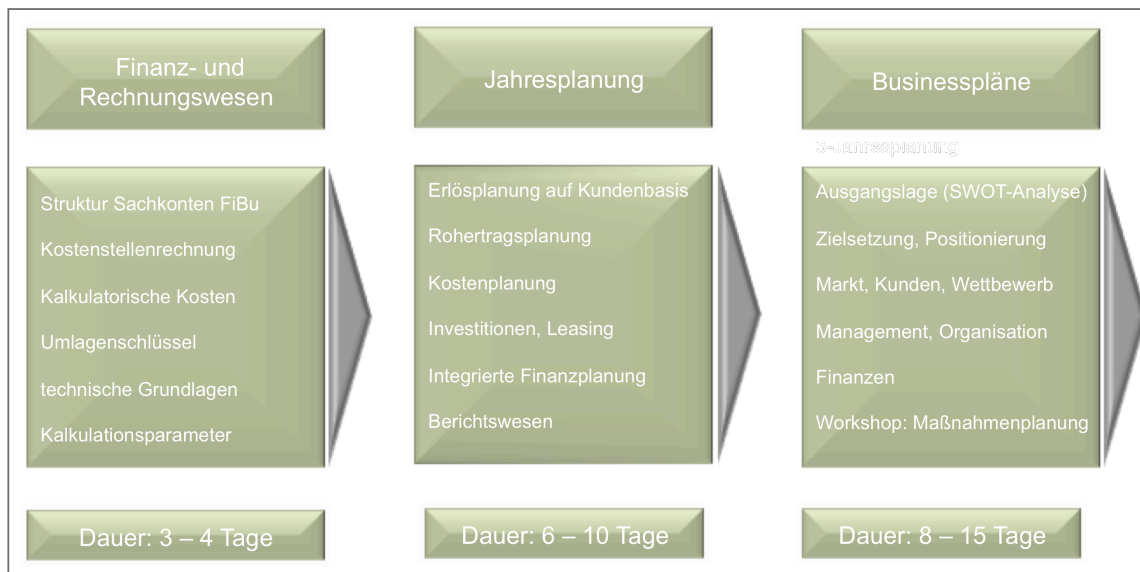 Finanz- und
Rechnungswesen
Struktur Sachkonten FiBu
Kostenstellenrechnung
Kalkulatorische Kosten
Umlagenschlüssel
technische Grundlagen
Kalkulationsparameter
Dauer: 3 – 4 Tage
Jahresplanung
Erlösplanung auf Kundenbasis
Rohertragsplanung
Kostenplanung
Investitionen, Leasing
Integrierte Finanzplanung
Berichtswesen
Dauer: 6 – 10 Tage
Businesspläne
-Jahresplanung
Ausgangslage (SWOT-Analyse)
Zielsetzung, Positionierung
Markt, Kunden, Wettbewerb
Management, Organisation
Finanzen
Workshop: Maßnahmenplanung
Dauer: 8 – 15 Tage